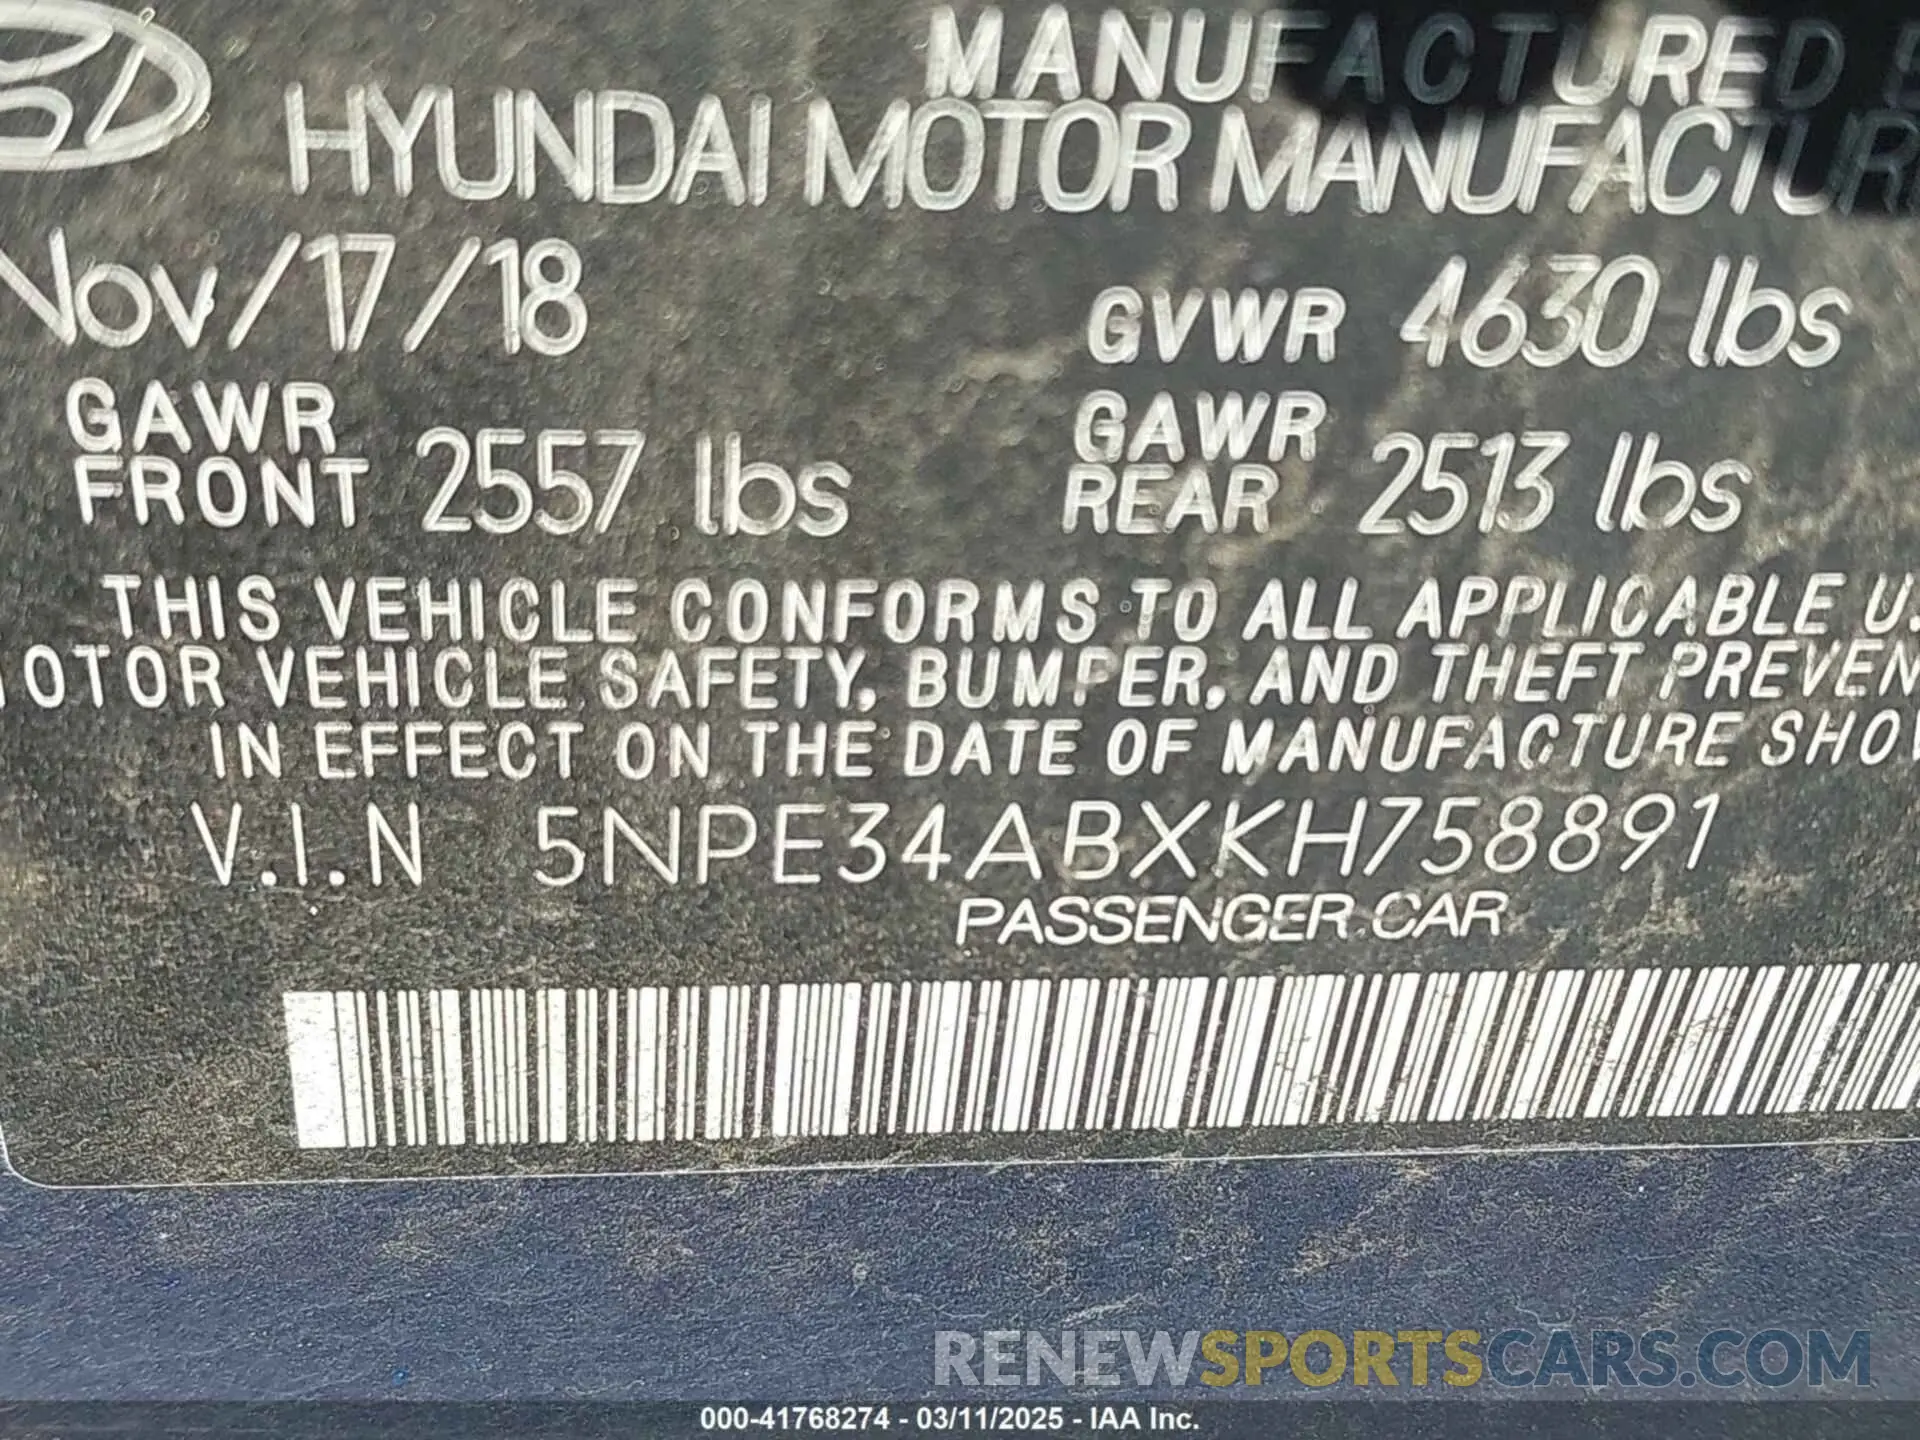 MANUFACTURED B
HYUNDAI MOTOR MANUFACTUR
Nov/17/18
GVWR 4630 lbs
GAWR FRONT 2557 lbs
GAWR REAR 2513 lbs
THIS VEHICLE CONFORMS TO ALL APPLICABLE U.
OTOR VEHICLE SAFETY, BUMPER, AND THEFT PREVEN
IN EFFECT ON THE DATE OF MANUFACTURE SHO
V.I.N 5NPE34ABXKH758891
PASSENGER CAR
RENEWSPORTSCARS.COM
000-41768274 - 03/11/2025 - IAA Inc.